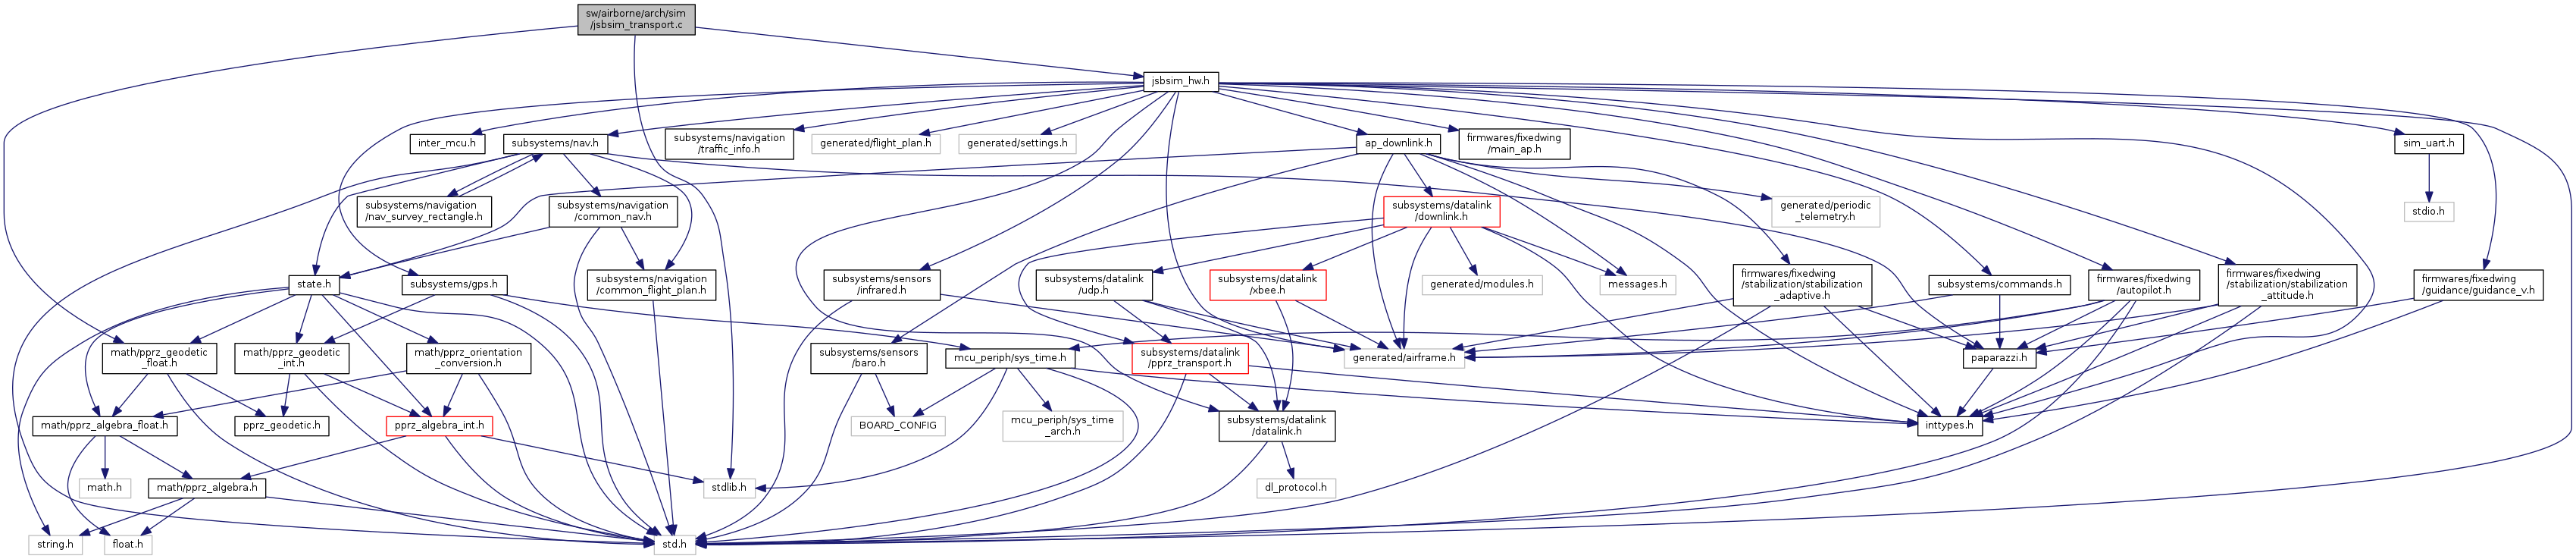 sw/airborne/arch/sim
/jsbsim_transport.c
jsbsim_hw.h
inter_mcu.h
subsystems/nav.h
subsystems/navigation
/traffic_info.h
generated/flight_plan.h
generated/settings.h
ap_downlink.h
firmwares/fixedwing
/main_ap.h
sim_uart.h
subsystems/navigation
/nav_survey_rectangle.h
subsystems/navigation
/common_nav.h
subsystems/datalink
/downlink.h
generated/periodic
_telemetry.h
stdio.h
state.h
subsystems/gps.h
subsystems/navigation
/common_flight_plan.h
subsystems/sensors
/infrared.h
subsystems/datalink
/udp.h
subsystems/datalink
/xbee.h
generated/modules.h
messages.h
firmwares/fixedwing
/stabilization/stabilization
_adaptive.h
subsystems/commands.h
firmwares/fixedwing
/autopilot.h
firmwares/fixedwing
/stabilization/stabilization
_attitude.h
firmwares/fixedwing
/guidance/guidance_v.h
math/pprz_geodetic
_float.h
math/pprz_geodetic
_int.h
math/pprz_orientation
_conversion.h
subsystems/sensors
/baro.h
mcu_periph/sys_time.h
subsystems/datalink
/pprz_transport.h
generated/airframe.h
paparazzi.h
math/pprz_algebra_float.h
pprz_geodetic.h
pprz_algebra_int.h
BOARD_CONFIG
mcu_periph/sys_time
_arch.h
subsystems/datalink
/datalink.h
inttypes.h
math.h
math/pprz_algebra.h
stdlib.h
dl_protocol.h
string.h
float.h
std.h